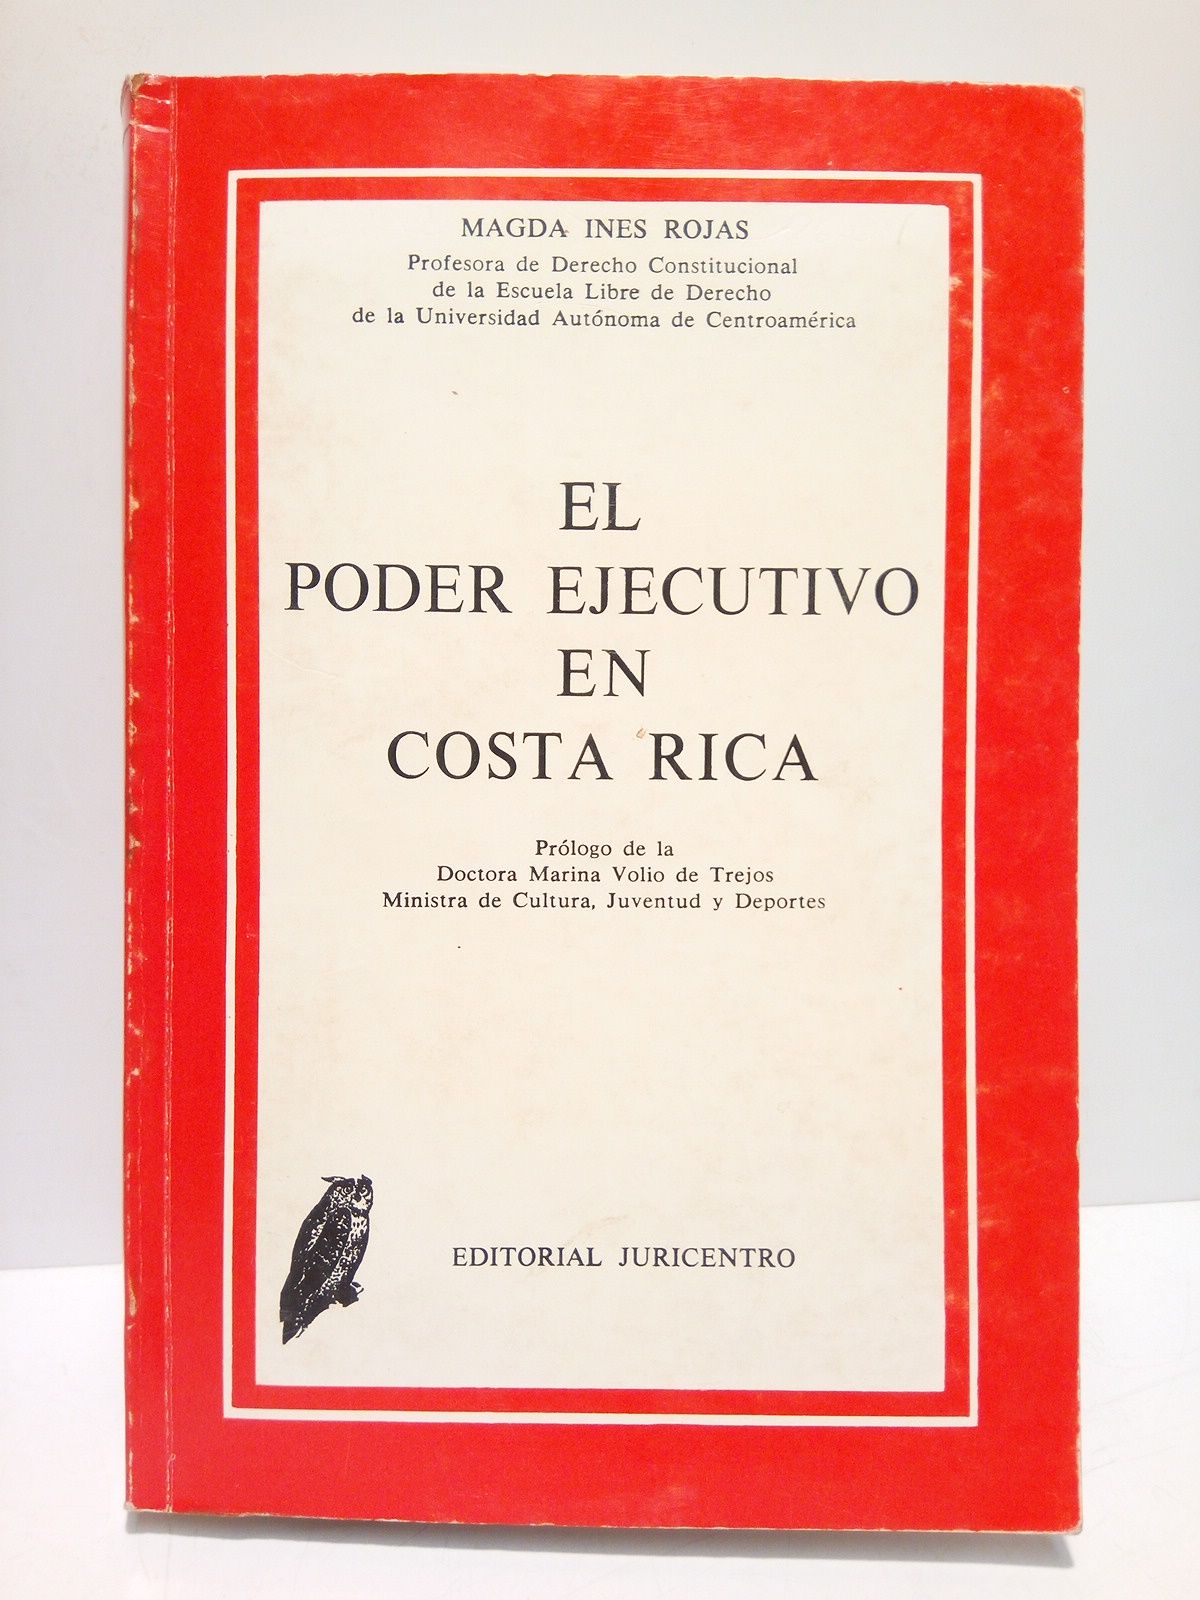 MAGDA INES ROJAS
Profesora de Derecho Constitucional
de la Escuela Libre de Derecho
de la Universidad Autónoma de Centroamérica
EL
PODER EJECUTIVO
EN
COSTA RICA
Prólogo de la
Doctora Marina Volio de Trejos
Ministra de Cultura, Juventud y Deportes
EDITORIAL JURICENTRO